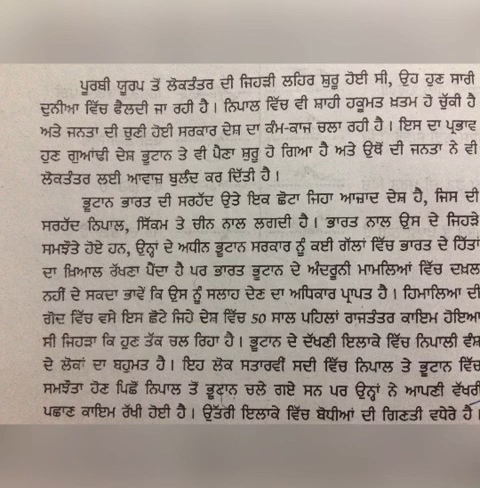 ਪੂਰਬੀ ਯੂਰਪ ਤੋਂ ਲੋਕਤੰਤਰ ਦੀ ਜਿਹੜੀ ਲਹਿਰ ਸ਼ੁਰੂ ਹੋਈ ਸੀ, ਉਹ ਹੁਣ ਸਾਰੀ
ਦੁਨੀਆ ਵਿੱਚ ਫੈਲਦੀ ਜਾ ਰਹੀ ਹੈ। ਨਿਪਾਲ ਵਿੱਚ ਵੀ ਸ਼ਾਹੀ ਹਕੂਮਤ ਖ਼ਤਮ ਹੋ ਚੁੱਕੀ ਹੈ
ਅਤੇ ਜਨਤਾ ਦੀ ਚੁਣੀ ਹੋਈ ਸਰਕਾਰ ਦੇਸ਼ ਦਾ ਕੰਮ-ਕਾਜ ਚਲਾ ਰਹੀ ਹੈ। ਇਸ ਦਾ ਪ੍ਰਭਾਵ
ਹੁਣ ਗੁਆਂਢੀ ਦੇਸ਼ ਭੂਟਾਨ ਤੇ ਵੀ ਪੈਣਾ ਸ਼ੁਰੂ ਹੋ ਗਿਆ ਹੈ ਅਤੇ ਉਥੋਂ ਦੀ ਜਨਤਾ ਨੇ ਵੀ
ਲੋਕਤੰਤਰ ਲਈ ਆਵਾਜ਼ ਬੁਲੰਦ ਕਰ ਦਿੱਤੀ ਹੈ।
ਭੂਟਾਨ ਭਾਰਤ ਦੀ ਸਰਹੱਦ ਉਤੇ ਇਕ ਛੋਟਾ ਜਿਹਾ ਆਜ਼ਾਦ ਦੇਸ਼ ਹੈ, ਜਿਸ ਦੀ
ਸਰਹੱਦ ਨਿਪਾਲ, ਸਿੱਕਮ ਤੇ ਚੀਨ ਨਾਲ ਲਗਦੀ ਹੈ। ਭਾਰਤ ਨਾਲ ਉਸ ਦੇ ਜਿਹੜੇ
ਸਮਝੌਤੇ ਹੋਏ ਹਨ, ਉਨ੍ਹਾਂ ਦੇ ਅਧੀਨ ਭੂਟਾਨ ਸਰਕਾਰ ਨੂੰ ਕਈ ਗੱਲਾਂ ਵਿੱਚ ਭਾਰਤ ਦੇ ਹਿੱਤਾਂ
ਦਾ ਖ਼ਿਆਲ ਰੱਖਣਾ ਪੈਂਦਾ ਹੈ ਪਰ ਭਾਰਤ ਭੂਟਾਨ ਦੇ ਅੰਦਰੂਨੀ ਮਾਮਲਿਆਂ ਵਿੱਚ ਦਖ਼ਲ
ਨਹੀਂ ਦੇ ਸਕਦਾ ਭਾਵੇਂ ਕਿ ਉਸ ਨੂੰ ਸਲਾਹ ਦੇਣ ਦਾ ਅਧਿਕਾਰ ਪ੍ਰਾਪਤ ਹੈ। ਹਿਮਾਲਿਆ ਦੀ
ਗੋਦ ਵਿੱਚ ਵਸੇ ਇਸ ਛੋਟੇ ਜਿਹੇ ਦੇਸ਼ ਵਿੱਚ 50 ਸਾਲ ਪਹਿਲਾਂ ਰਾਜਤੰਤਰ ਕਾਇਮ ਹੋਇਆ
ਸੀ ਜਿਹੜਾ ਕਿ ਹੁਣ ਤੱਕ ਚਲ ਰਿਹਾ ਹੈ। ਭੂਟਾਨ ਦੇ ਦੱਖਣੀ ਇਲਾਕੇ ਵਿੱਚ ਨਿਪਾਲੀ ਵੰਸ਼
ਦੇ ਲੋਕਾਂ ਦਾ ਬਹੁਮਤ ਹੈ। ਇਹ ਲੋਕ ਸਤਾਰਵੀਂ ਸਦੀ ਵਿੱਚ ਨਿਪਾਲ ਤੇ ਭੂਟਾਨ ਵਿੱਚ
ਸਮਝੌਤਾ ਹੋਣ ਪਿਛੋਂ ਨਿਪਾਲ ਤੋਂ ਭੂਟਾਨ ਚਲੇ ਗਏ ਸਨ ਪਰ ਉਨ੍ਹਾਂ ਨੇ ਆਪਣੀ ਵੱਖਰੀ
ਪਛਾਣ ਕਾਇਮ ਰੱਖੀ ਹੋਈ ਹੈ। ਉੱਤਰੀ ਇਲਾਕੇ ਵਿੱਚ ਬੋਧੀਆਂ ਦੀ ਗਿਣਤੀ ਵਧੇਰੇ ਹੈ।